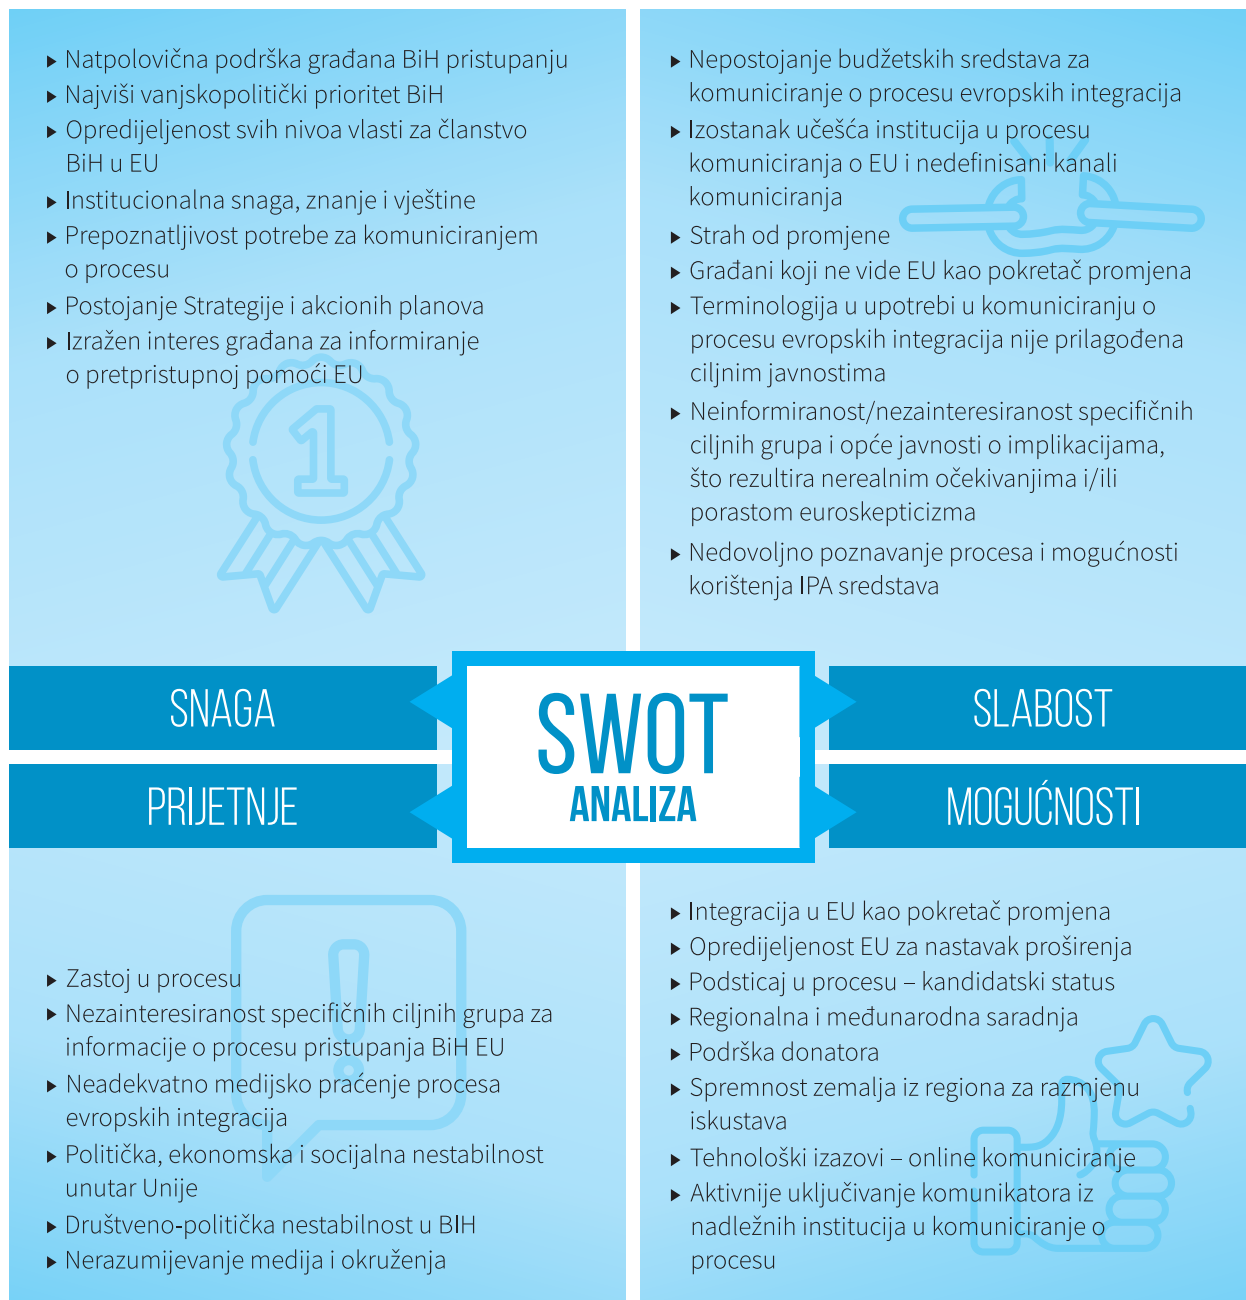 ▸ Natpolovična podrška građana BiH pristupanju
▸ Najviši vanjskopolitički prioritet BiH
▸ Opredijeljenost svih nivoa vlasti za članstvo
BiH u EU
▸ Institucionalna snaga, znanje i vještine
▸ Prepoznatljivost potrebe za komuniciranjem
o procesu
▸ Postojanje Strategije i akcionih planova
▸ Izražen interes građana za informiranje
o pretpristupnoj pomoći EU
▸ Nepostojanje budžetskih sredstava za
komuniciranje o procesu evropskih integracija
▸ Izostanak učešća institucija u procesu
komuniciranja o EU i nedefinisani kanali
komuniciranja
▸ Strah od promjene
▸ Građani koji ne vide EU kao pokretač promjena
▸ Terminologija u upotrebi u komuniciranju o
procesu evropskih integracija nije prilagođena
ciljnim javnostima
▸ Neinformiranost/nezainteresiranost specifičnih
ciljnih grupa i opće javnosti o implikacijama,
što rezultira nerealnim očekivanjima i/ili
porastom euroskepticizma
▸ Nedovoljno poznavanje procesa i mogućnosti
korištenja IPA sredstava
1
SNAGA
SLABOST
SWOT
ANALIZA
PRIJETNJE
MOGUĆNOSTI
▸ Zastoj u procesu
▸ Nezainteresiranost specifičnih ciljnih grupa za
informacije o procesu pristupanja BiH EU
▸ Neadekvatno medijsko praćenje procesa
evropskih integracija
▸ Politička, ekonomska i socijalna nestabilnost
unutar Unije
▸ Društveno-politička nestabilnost u BIH
▸ Nerazumijevanje medija i okruženja
▸ Integracija u EU kao pokretač promjena
▸ Opredijeljenost EU za nastavak proširenja
▸ Podsticaj u procesu – kandidatski status
▸ Regionalna i međunarodna saradnja
▸ Podrška donatora
▸ Spremnost zemalja iz regiona za razmjenu
iskustava
▸ Tehnološki izazovi – online komuniciranje
▸ Aktivnije uključivanje komunikatora iz
nadležnih institucija u komuniciranje o
procesu